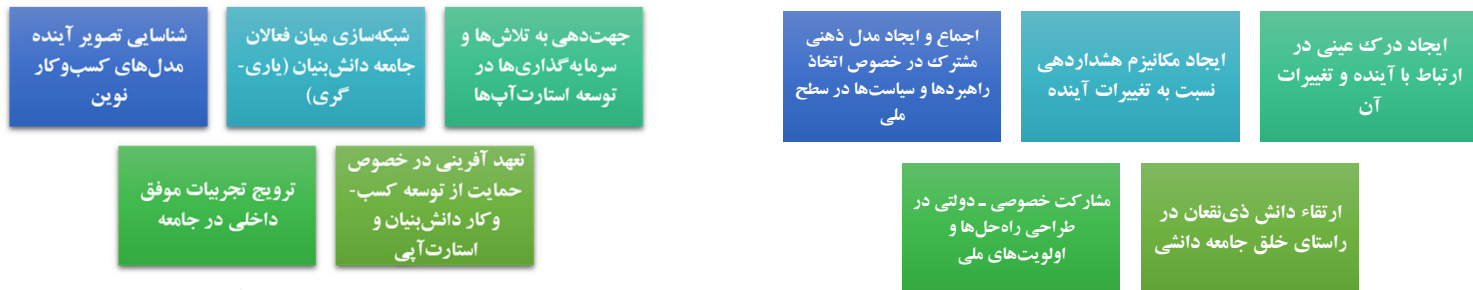 ایجاد درک عینی در
ارتباط با آینده و تغییرات
آن
ایجاد مکانیزم هشداردهی
نسبت به تغییرات آینده
اجماع و ایجاد مدل ذهنی
مشترک در خصوص اتخاذ
راهبردها و سیاست‌ها در سطح
ملی
ارتقاء دانش ذی‌نقعان در
راستای خلق جامعه دانشی
مشارکت خصوصی ـ دولتی در
طراحی راه‌حل‌ها و
اولویت‌های ملی
جهت‌دهی به تلاش‌ها و
سرمایه‌گذاری‌ها در
توسعه استارت‌آپ‌ها
شبکه‌سازی میان فعالان
جامعه دانش‌بنیان (یاری-
گری)
شناسایی تصویر آینده
مدل‌های کسب‌وکار
نوین
تعهد آفرینی در خصوص
حمایت از توسعه کسب-
وکار دانش‌بنیان و
استارت‌آپی
ترویج تجربیات موفق
داخلی در جامعه